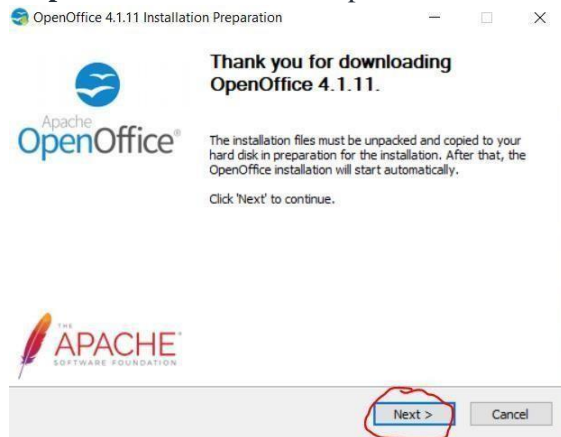 OpenOffice 4.1.11 Installation Preparation
Thank you for downloading
OpenOffice 4.1.11.
Apache
OpenOffice®
The installation files must be unpacked and copied to your
hard disk in preparation for the installation. After that, the
OpenOffice installation will start automatically.
Click 'Next' to continue.
THE
APACHE
SOFTWARE FOUNDATION
Next >
Cancel